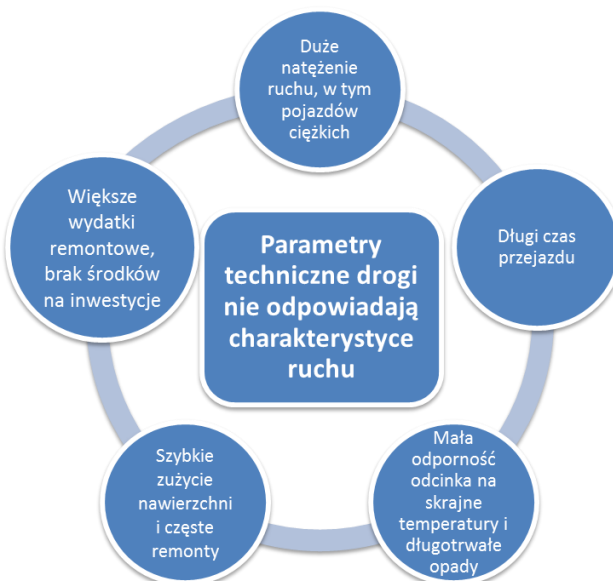 Duże
natężenie
ruchu, w tym
pojazdów
ciężkich
Długi czas
przejazdu
Mała
odporność
odcinka na
skrajne
temperatury i
długotrwałe
opady
Szybkie
zużycie
nawierzchni
i częste
remonty
Większe
wydatki
remontowe,
brak środków
na inwestycje
Parametry
techniczne drogi
nie odpowiadają
charakterystyce
ruchu